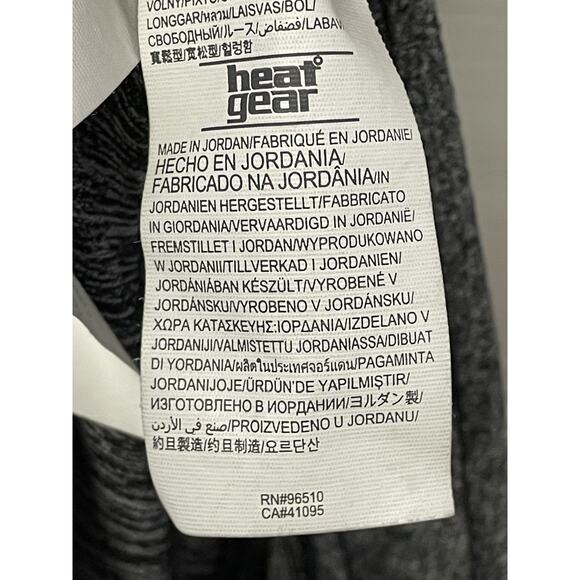 VOLNÝ/PIXTS/
LONGGAR/หลวม/LAISVAS/BOL/
СВОБОДНЫЙ/ルース/فضفاض/LABAV/
寬鬆型/宽松型/헐렁함
heat
gear
MADE IN JORDAN/FABRIQUÉ EN JORDANIE/
HECHO EN JORDANIA/
FABRICADO NA JORDÂNIA/IN
JORDANIEN HERGESTELLT/FABBRICATO
IN GIORDANIA/VERVAARDIGD IN JORDANIË/
FREMSTILLET I JORDAN/WYPRODUKOWANO
W JORDANII/TILLVERKAD I JORDANIEN/
JORDÁNIÁBAN KÉSZÜLT/VYROBENÉ V
JORDÁNSKU/VYROBENO V JORDÁNSKU/
ΧΩΡΑ ΚΑΤΑΣΚΕΥΗΣ:ΙΟΡΔΑΝΙΑ/IZDELANO V
JORDANIJI/VALMISTETTU JORDANIASSA/DIBUAT
DI YORDANIA/ผลิตในประเทศจอร์แดน/PAGAMINTA
JORDANIJOJE/ÜRDÜN'DE YAPILMIŞTIR/
ИЗГОТОВЛЕНО В ИОРДАНИИ/ヨルダン製/
صنع في الأردن/PROIZVEDENO U JORDANU/
約旦製造/约旦制造/요르단산
RN#96510
CA#41095